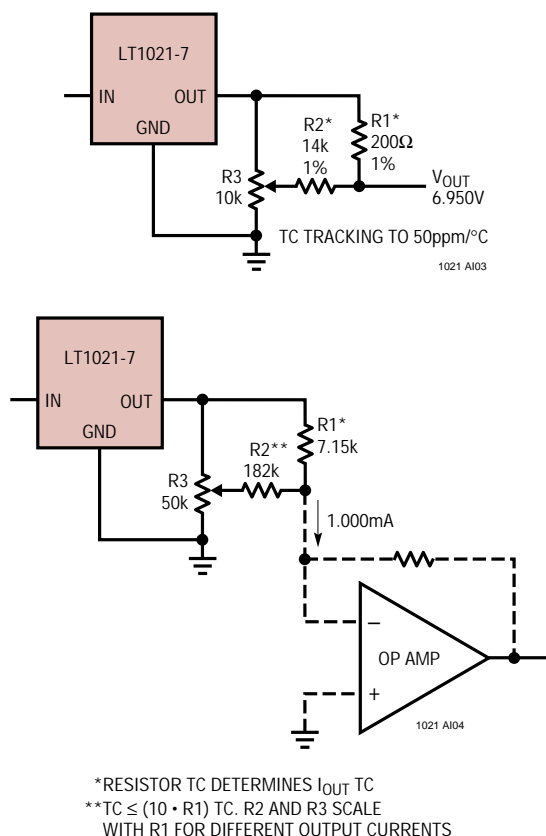 LT1021-7
IN
OUT
GND
R3
10k
R2*
14k
1%
R1*
200Ω
1%
VOUT
6.950V
TC TRACKING TO 50ppm/°C
1021 AI03
LT1021-7
IN
OUT
GND
R3
50k
R2**
182k
R1*
7.15k
1.000mA
–
OP AMP
+
1021 AI04
*RESISTOR TC DETERMINES IOUT TC
**TC ≤ (10 • R1) TC. R2 AND R3 SCALE
WITH R1 FOR DIFFERENT OUTPUT CURRENTS